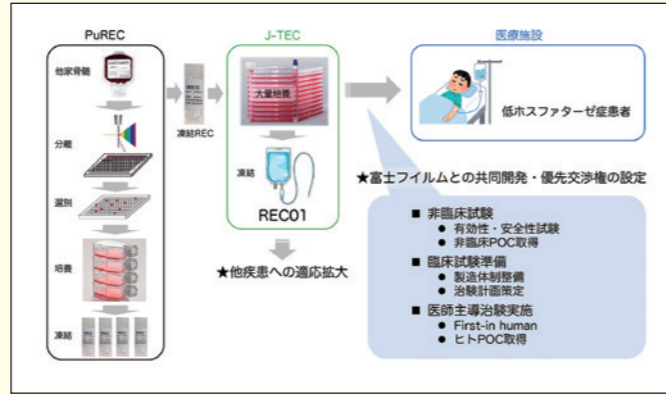 PuREC
他家骨髄
分離
選別
培養
凍結
REC
REC
REC
REC
REC
凍結REC
J-TEC
大量培養
凍結
REC01
★他疾患への適応拡大
医療施設
低ホスファターゼ症患者
★富士フイルムとの共同開発・優先交渉権の設定
■ 非臨床試験
● 有効性・安全性試験
● 非臨床POC取得
■ 臨床試験準備
● 製造体制整備
● 治験計画策定
■ 医師主導治験実施
● First-in human
● ヒトPOC取得